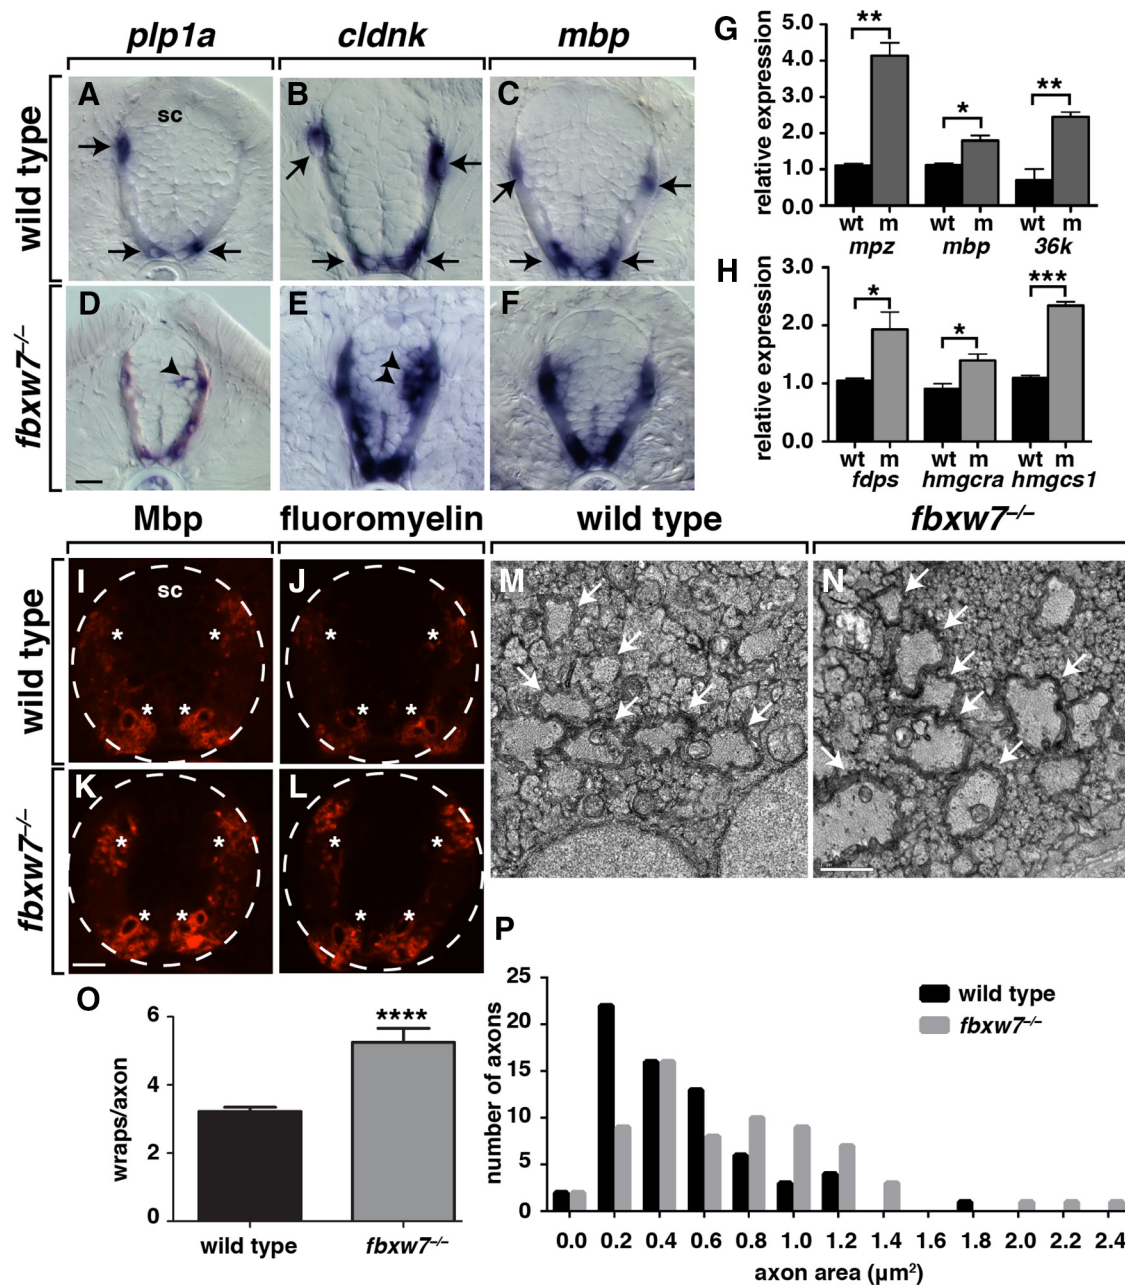 plp1a cldnk mbp
wild type
fbxw7–/–
A
sc
B
C
D
E
F
G
relative expression
5.0
4.0
3.0
2.0
1.0
0.0
** * **
wt m wt m wt m
mpz mbp 36k
H
relative expression
3.0
2.0
1.0
0.0
* * ***
wt m wt m wt m
fdps hmgcra hmgcs1
Mbp fluoromyelin wild type fbxw7–/–
wild type
fbxw7–/–
I
sc
* *
* *
J
* *
* *
K
* *
* *
L
* *
* *
M
N
O
wraps/axon
6
4
2
0
****
wild type fbxw7–/–
P
number of axons
25
20
15
10
5
0
wild type
fbxw7–/–
0.0 0.2 0.4 0.6 0.8 1.0 1.2 1.4 1.6 1.8 2.0 2.2 2.4
axon area (µm²)